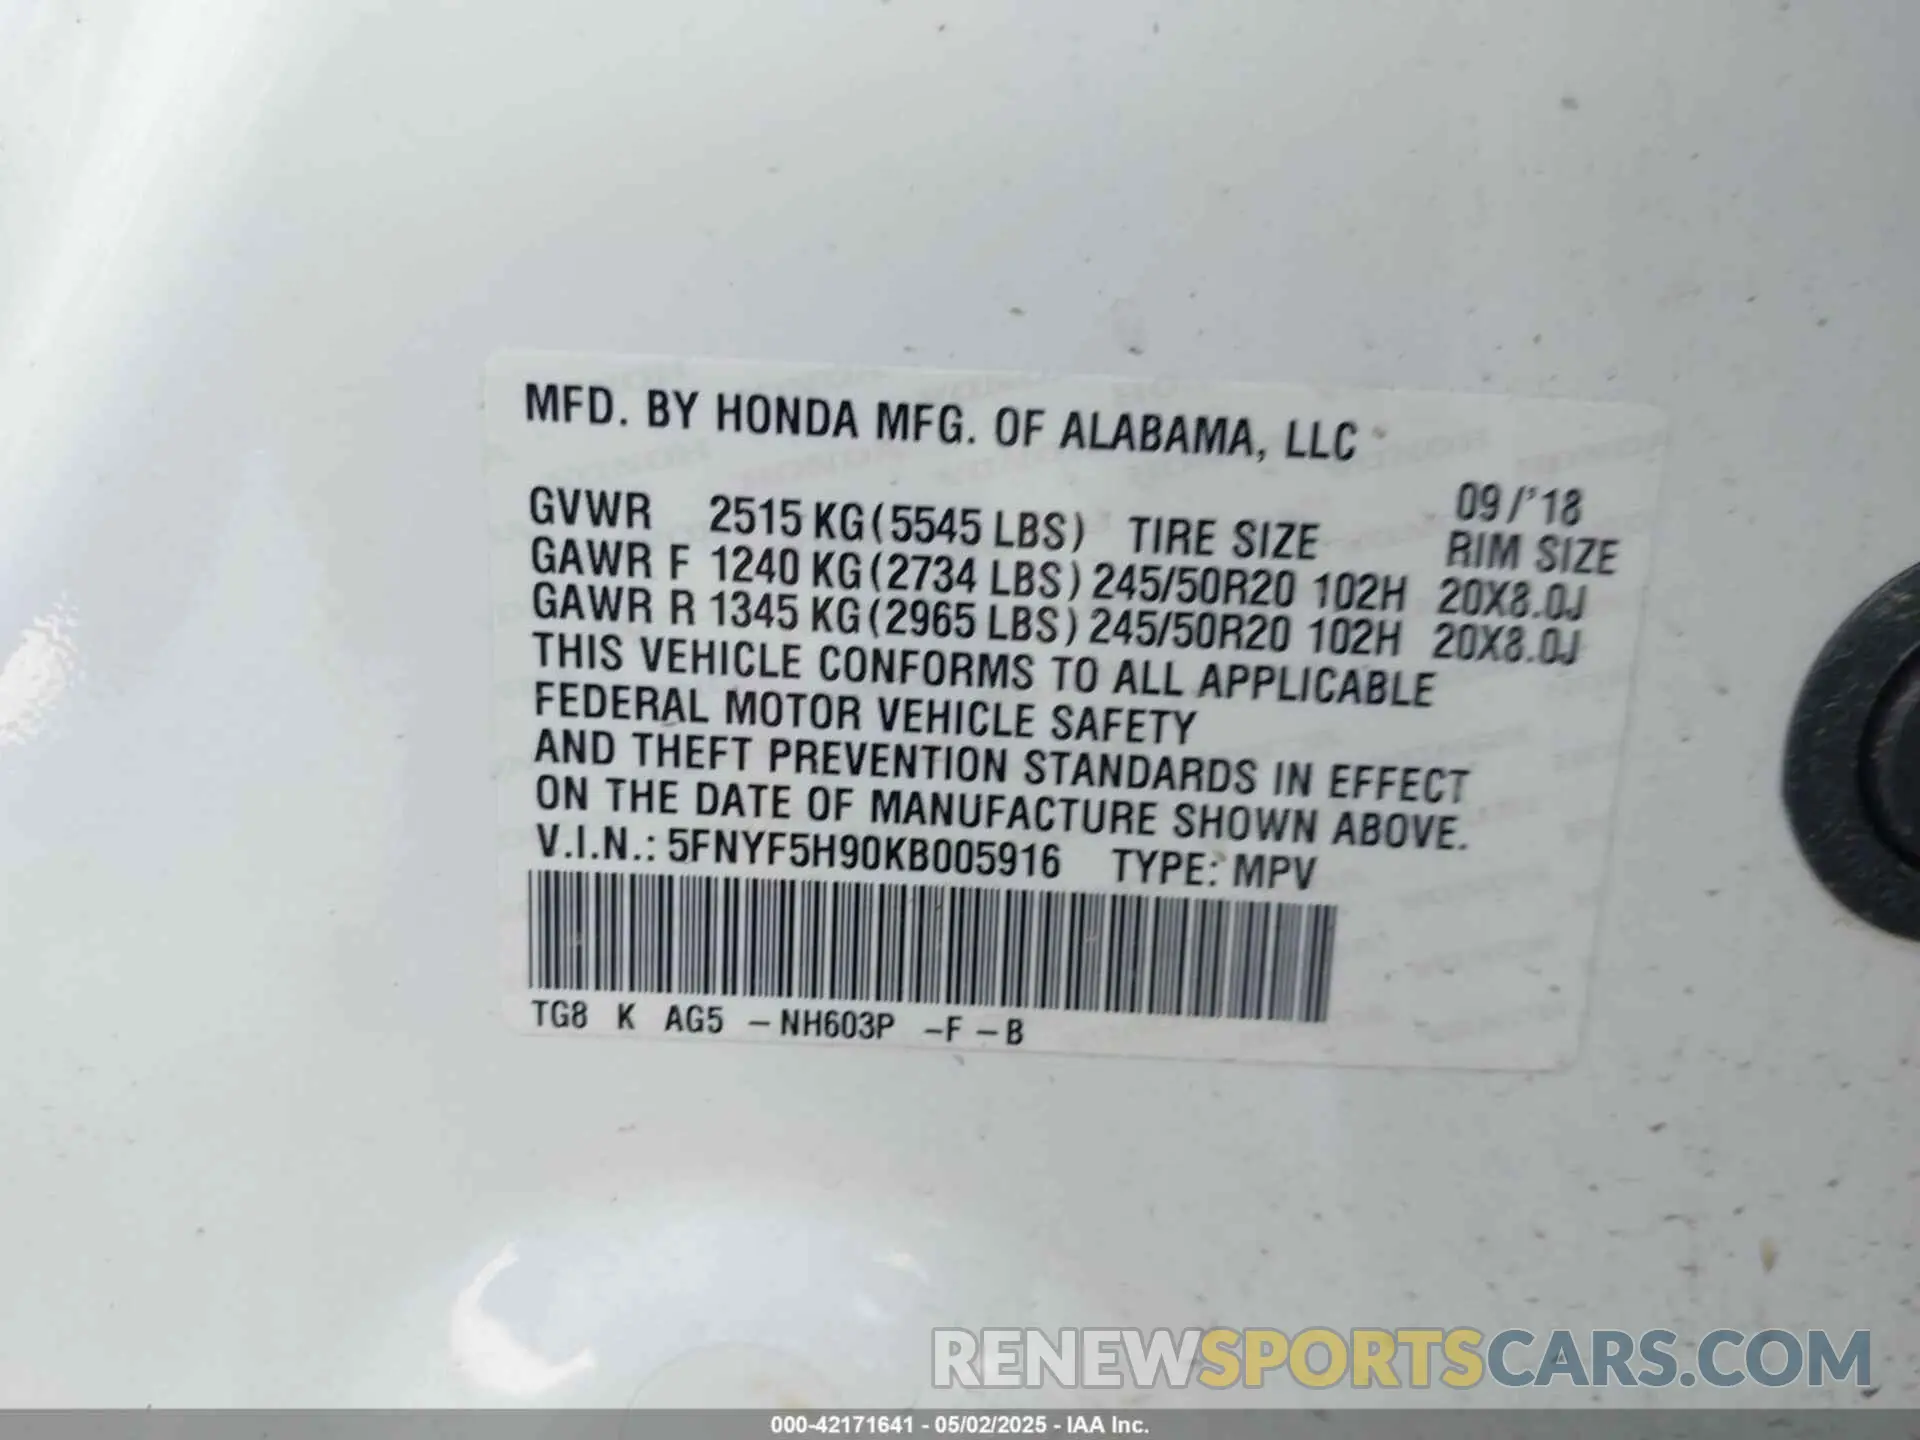 MFD. BY HONDA MFG. OF ALABAMA, LLC
09/'18
GVWR 2515 KG (5545 LBS) TIRE SIZE RIM SIZE
GAWR F 1240 KG (2734 LBS) 245/50R20 102H 20X8.0J
GAWR R 1345 KG (2965 LBS) 245/50R20 102H 20X8.0J
THIS VEHICLE CONFORMS TO ALL APPLICABLE
FEDERAL MOTOR VEHICLE SAFETY
AND THEFT PREVENTION STANDARDS IN EFFECT
ON THE DATE OF MANUFACTURE SHOWN ABOVE.
V.I.N.: 5FNYF5H90KB005916 TYPE: MPV
TG8 K AG5 -NH603P -F-B
RENEWSPORTSCARS.COM
000-42171641 - 05/02/2025 - IAA Inc.